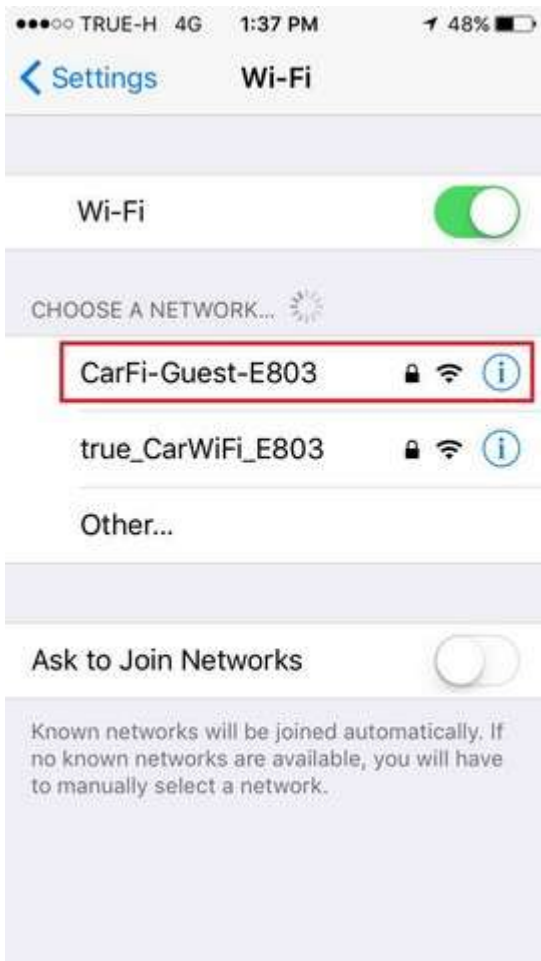 TRUE-H 4G 1:37 PM 48%
Settings Wi-Fi
Wi-Fi
CHOOSE A NETWORK...
CarFi-Guest-E803
true_CarWiFi_E803
Other...
Ask to Join Networks
Known networks will be joined automatically. If
no known networks are available, you will have
to manually select a network.